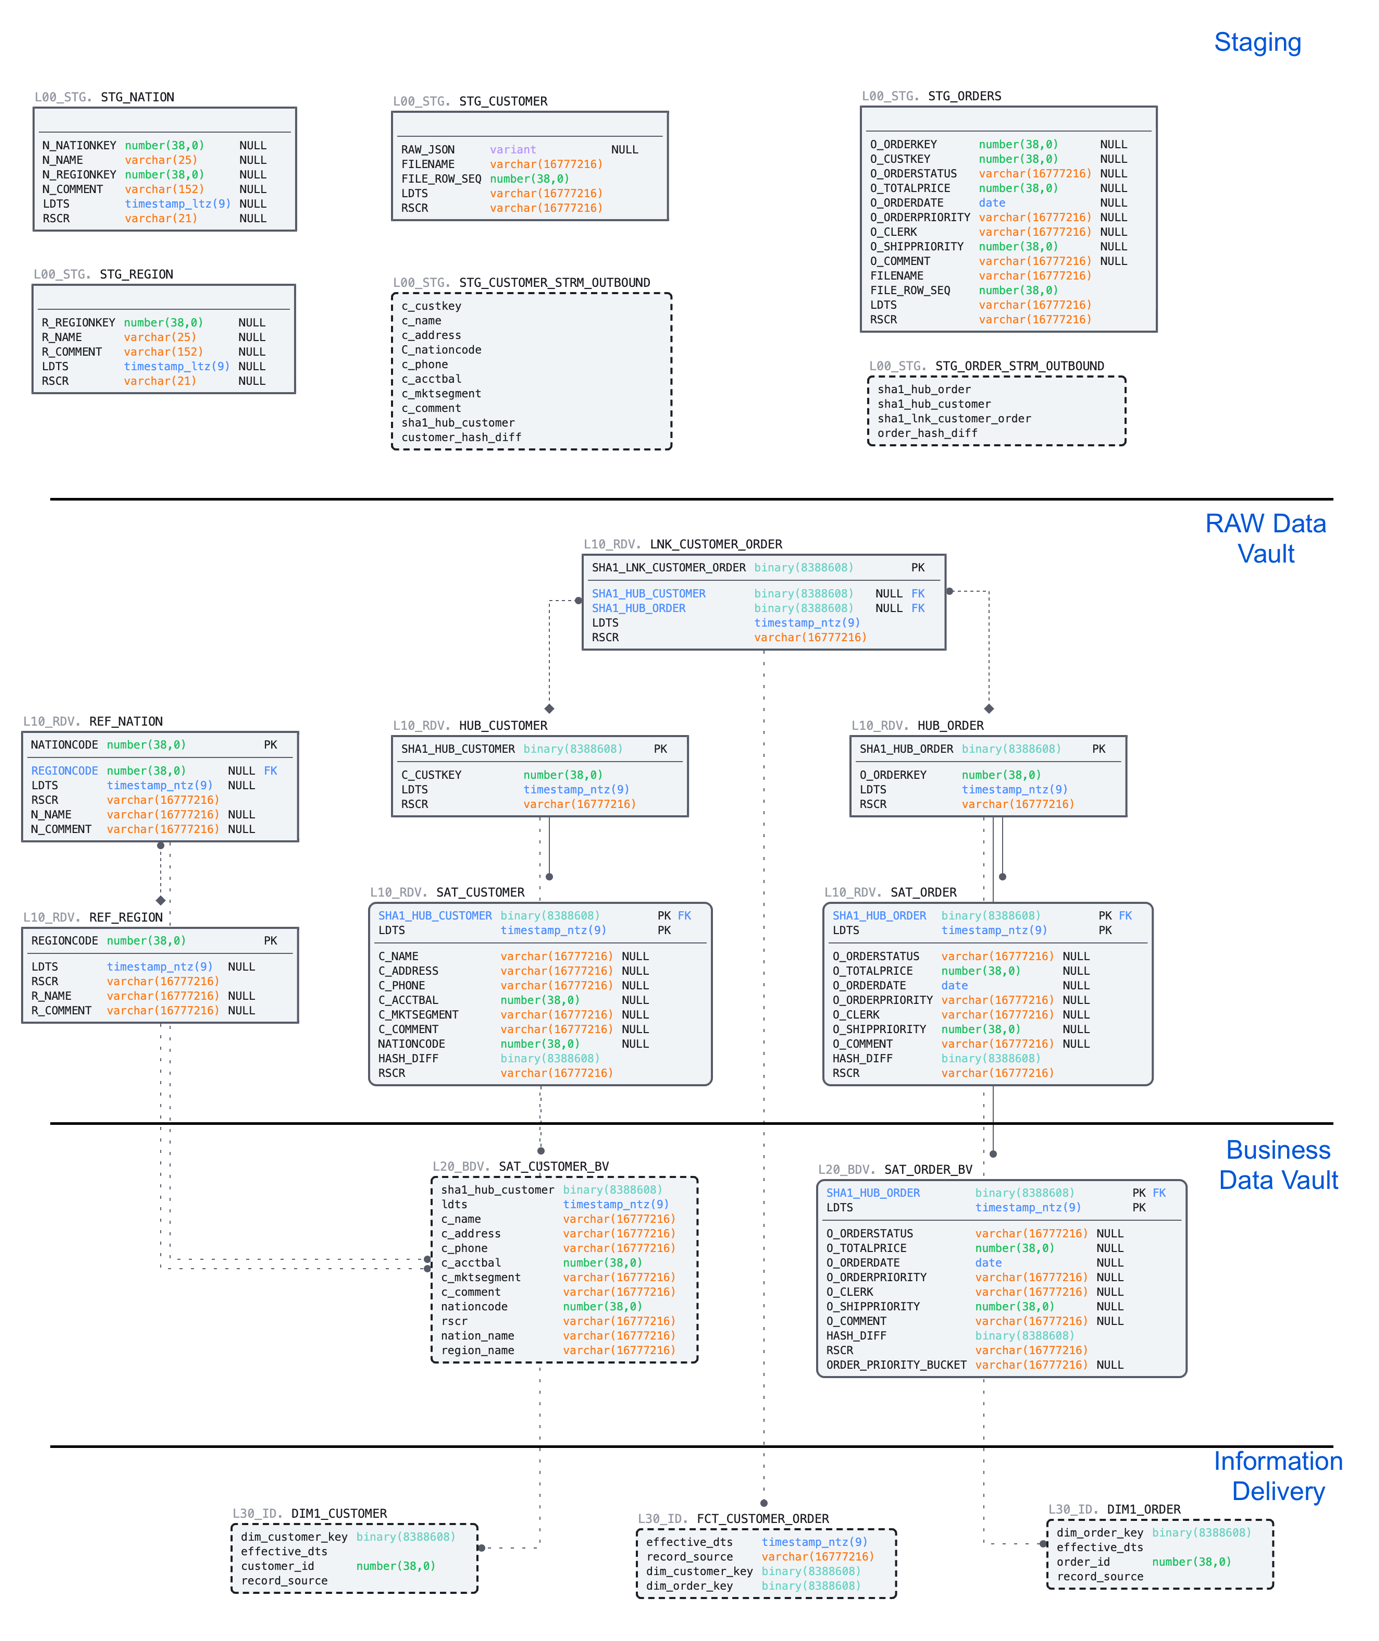 Staging
L00_STG. STG_NATION
N_NATIONKEY number(38,0) NULL
N_NAME varchar(25) NULL
N_REGIONKEY number(38,0) NULL
N_COMMENT varchar(152) NULL
LDTS timestamp_ltz(9) NULL
RSCR varchar(21) NULL
L00_STG. STG_CUSTOMER
RAW_JSON variant NULL
FILENAME varchar(16777216)
FILE_ROW_SEQ number(38,0)
LDTS varchar(16777216)
RSCR varchar(16777216)
L00_STG. STG_ORDERS
O_ORDERKEY number(38,0) NULL
O_CUSTKEY number(38,0) NULL
O_ORDERSTATUS varchar(16777216) NULL
O_TOTALPRICE number(38,0) NULL
O_ORDERDATE date NULL
O_ORDERPRIORITY varchar(16777216) NULL
O_CLERK varchar(16777216) NULL
O_SHIPPRIORITY number(38,0) NULL
O_COMMENT varchar(16777216) NULL
FILENAME varchar(16777216)
FILE_ROW_SEQ number(38,0)
LDTS varchar(16777216)
RSCR varchar(16777216)
L00_STG. STG_REGION
R_REGIONKEY number(38,0) NULL
R_NAME varchar(25) NULL
R_COMMENT varchar(152) NULL
LDTS timestamp_ltz(9) NULL
RSCR varchar(21) NULL
L00_STG. STG_CUSTOMER_STRM_OUTBOUND
c_custkey
c_name
c_address
C_nationcode
c_phone
c_acctbal
c_mktsegment
c_comment
sha1_hub_customer
customer_hash_diff
L00_STG. STG_ORDER_STRM_OUTBOUND
sha1_hub_order
sha1_hub_customer
sha1_lnk_customer_order
order_hash_diff
RAW Data
Vault
L10_RDV. LNK_CUSTOMER_ORDER
SHA1_LNK_CUSTOMER_ORDER binary(8388608) PK
SHA1_HUB_CUSTOMER binary(8388608) NULL FK
SHA1_HUB_ORDER binary(8388608) NULL FK
LDTS timestamp_ntz(9)
RSCR varchar(16777216)
L10_RDV. REF_NATION
NATIONCODE number(38,0) PK
REGIONCODE number(38,0) NULL FK
LDTS timestamp_ntz(9) NULL
RSCR varchar(16777216)
N_NAME varchar(16777216) NULL
N_COMMENT varchar(16777216) NULL
L10_RDV. HUB_CUSTOMER
SHA1_HUB_CUSTOMER binary(8388608) PK
C_CUSTKEY number(38,0)
LDTS timestamp_ntz(9)
RSCR varchar(16777216)
L10_RDV. HUB_ORDER
SHA1_HUB_ORDER binary(8388608) PK
O_ORDERKEY number(38,0)
LDTS timestamp_ntz(9)
RSCR varchar(16777216)
L10_RDV. REF_REGION
REGIONCODE number(38,0) PK
LDTS timestamp_ntz(9) NULL
RSCR varchar(16777216)
R_NAME varchar(16777216) NULL
R_COMMENT varchar(16777216) NULL
L10_RDV. SAT_CUSTOMER
SHA1_HUB_CUSTOMER binary(8388608) PK FK
LDTS timestamp_ntz(9) PK
C_NAME varchar(16777216) NULL
C_ADDRESS varchar(16777216) NULL
C_PHONE varchar(16777216) NULL
C_ACCTBAL number(38,0) NULL
C_MKTSEGMENT varchar(16777216) NULL
C_COMMENT varchar(16777216) NULL
NATIONCODE number(38,0) NULL
HASH_DIFF binary(8388608)
RSCR varchar(16777216)
L10_RDV. SAT_ORDER
SHA1_HUB_ORDER binary(8388608) PK FK
LDTS timestamp_ntz(9) PK
O_ORDERSTATUS varchar(16777216) NULL
O_TOTALPRICE number(38,0) NULL
O_ORDERDATE date NULL
O_ORDERPRIORITY varchar(16777216) NULL
O_CLERK varchar(16777216) NULL
O_SHIPPRIORITY number(38,0) NULL
O_COMMENT varchar(16777216) NULL
HASH_DIFF binary(8388608)
RSCR varchar(16777216)
Business
Data Vault
L20_BDV. SAT_CUSTOMER_BV
sha1_hub_customer binary(8388608)
ldts timestamp_ntz(9)
c_name varchar(16777216)
c_address varchar(16777216)
c_phone varchar(16777216)
c_acctbal number(38,0)
c_mktsegment varchar(16777216)
c_comment varchar(16777216)
nationcode number(38,0)
rscr varchar(16777216)
nation_name varchar(16777216)
region_name varchar(16777216)
L20_BDV. SAT_ORDER_BV
SHA1_HUB_ORDER binary(8388608) PK FK
LDTS timestamp_ntz(9) PK
O_ORDERSTATUS varchar(16777216) NULL
O_TOTALPRICE number(38,0) NULL
O_ORDERDATE date NULL
O_ORDERPRIORITY varchar(16777216) NULL
O_CLERK varchar(16777216) NULL
O_SHIPPRIORITY number(38,0) NULL
O_COMMENT varchar(16777216) NULL
HASH_DIFF binary(8388608)
RSCR varchar(16777216)
ORDER_PRIORITY_BUCKET varchar(16777216) NULL
Information
Delivery
L30_ID. DIM1_CUSTOMER
dim_customer_key binary(8388608)
effective_dts
customer_id number(38,0)
record_source
L30_ID. FCT_CUSTOMER_ORDER
effective_dts timestamp_ntz(9)
record_source varchar(16777216)
dim_customer_key binary(8388608)
dim_order_key binary(8388608)
L30_ID. DIM1_ORDER
dim_order_key binary(8388608)
effective_dts
order_id number(38,0)
record_source